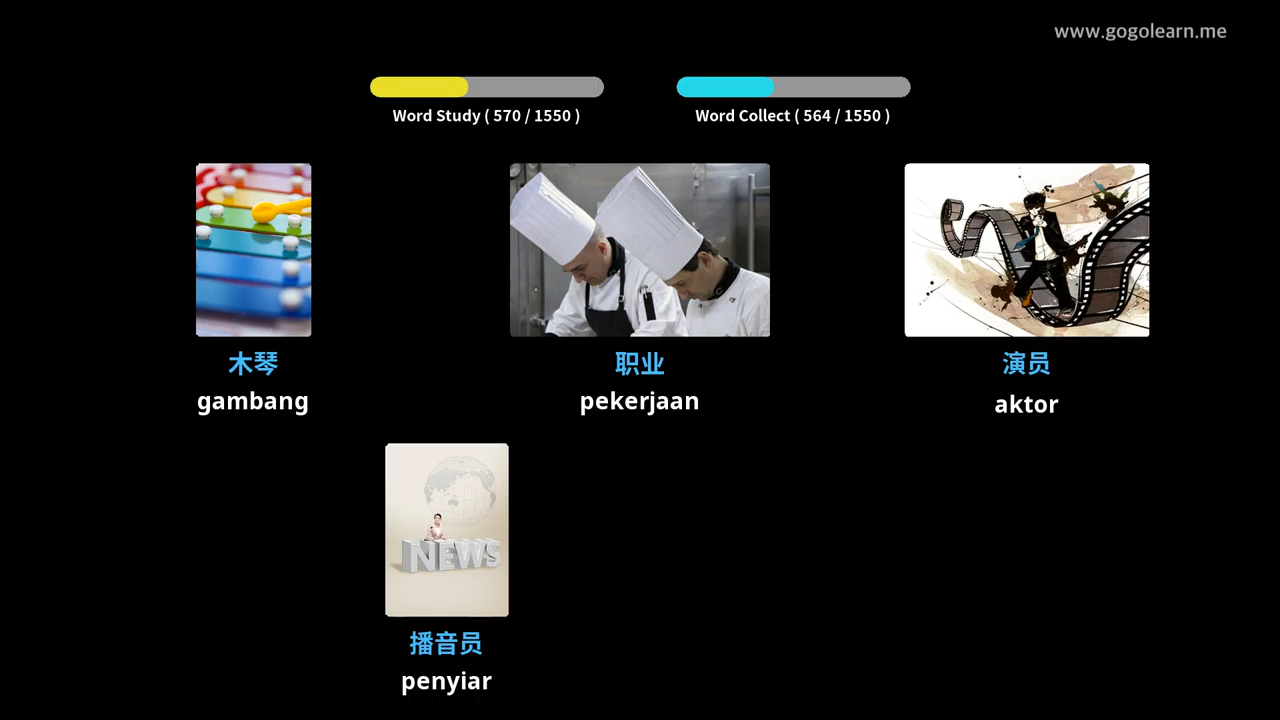 www.gogolearn.me
Word Study ( 570 / 1550 )
Word Collect ( 564 / 1550 )
木琴
gambang
职业
pekerjaan
演员
aktor
NEWS
播音员
penyiar